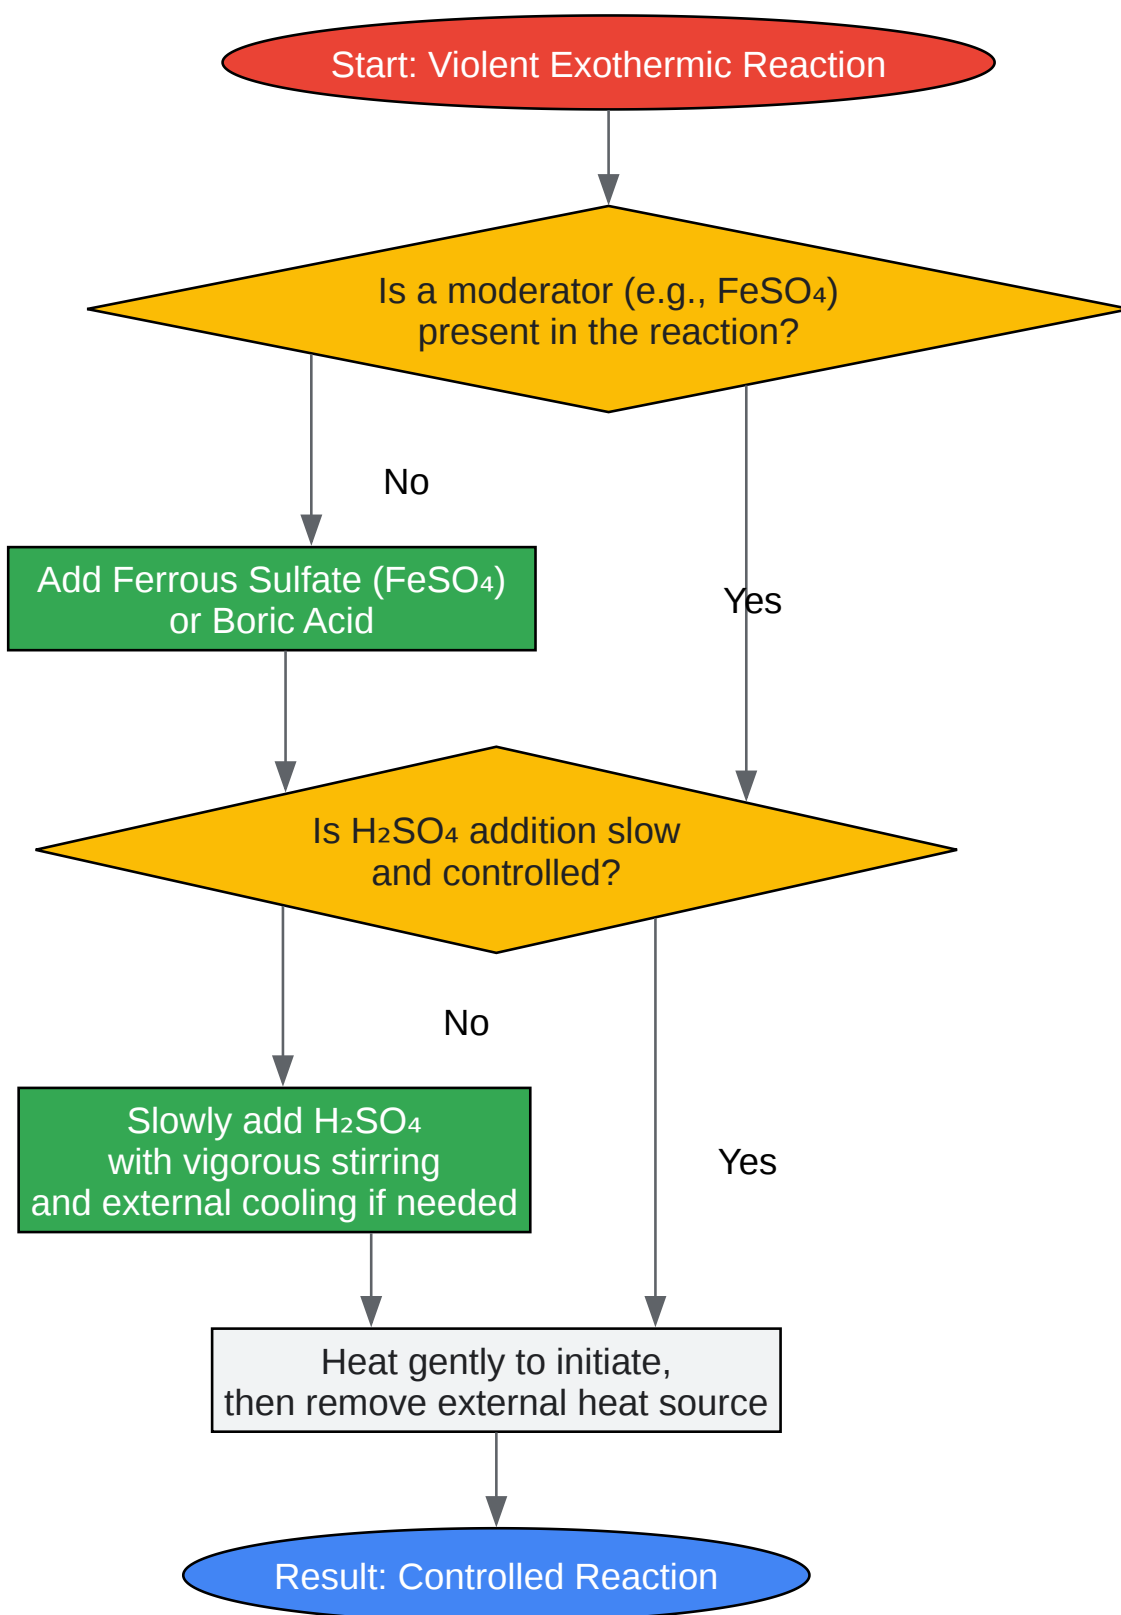 Start: Violent Exothermic Reaction
Is a moderator (e.g., FeSO₄)
present in the reaction?
No
Add Ferrous Sulfate (FeSO₄)
or Boric Acid
Yes
Is H₂SO₄ addition slow
and controlled?
No
Slowly add H₂SO₄
with vigorous stirring
and external cooling if needed
Yes
Heat gently to initiate,
then remove external heat source
Result: Controlled Reaction